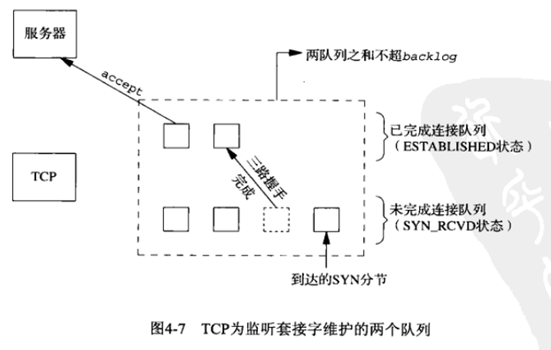 服务器
accept
两队列之和不超backlog
已完成连接队列
（ESTABLISHED状态）
TCP
三路握手
完成
未完成连接队列
（SYN_RCVD状态）
到达的SYN分节
图4-7 TCP为监听套接字维护的两个队列